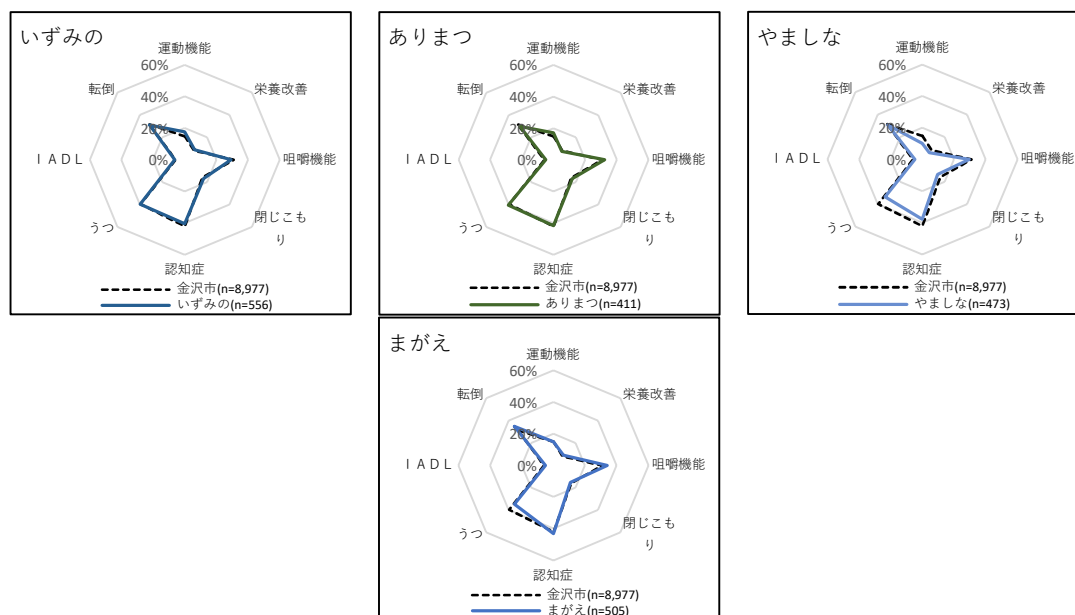 いずみの
運動機能
60%
転倒
栄養改善
40%
20%
ＩＡＤＬ
0%
咀嚼機能
うつ
閉じこも
り
認知症
金沢市(n=8,977)
いずみの(n=556)
ありまつ
運動機能
60%
転倒
栄養改善
40%
20%
ＩＡＤＬ
0%
咀嚼機能
うつ
閉じこも
り
認知症
金沢市(n=8,977)
ありまつ(n=411)
やましな
運動機能
60%
転倒
栄養改善
40%
20%
ＩＡＤＬ
0%
咀嚼機能
うつ
閉じこも
り
認知症
金沢市(n=8,977)
やましな(n=473)
まがえ
運動機能
60%
転倒
栄養改善
40%
20%
ＩＡＤＬ
0%
咀嚼機能
うつ
閉じこも
り
認知症
金沢市(n=8,977)
まがえ(n=505)